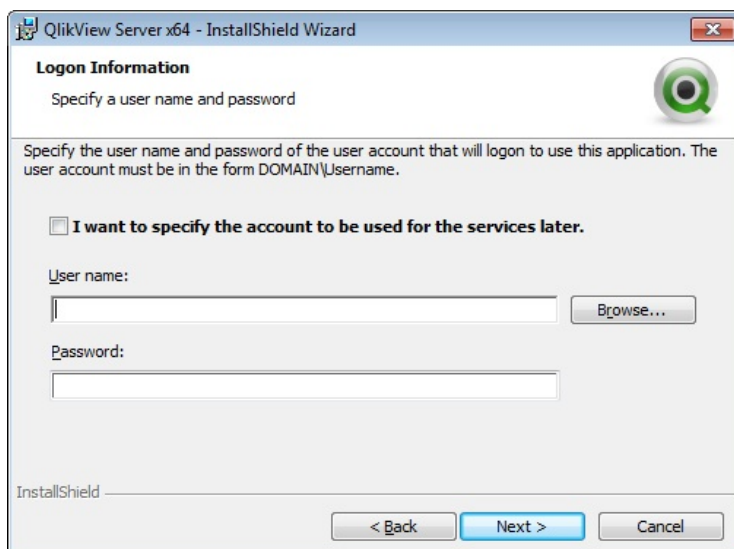 QlikView Server x64 - InstallShield Wizard
Logon Information
Specify a user name and password
Specify the user name and password of the user account that will logon to use this application. The
user account must be in the form DOMAIN\Username.
I want to specify the account to be used for the services later.
User name:
Browse...
Password:
InstallShield
< Back
Next >
Cancel